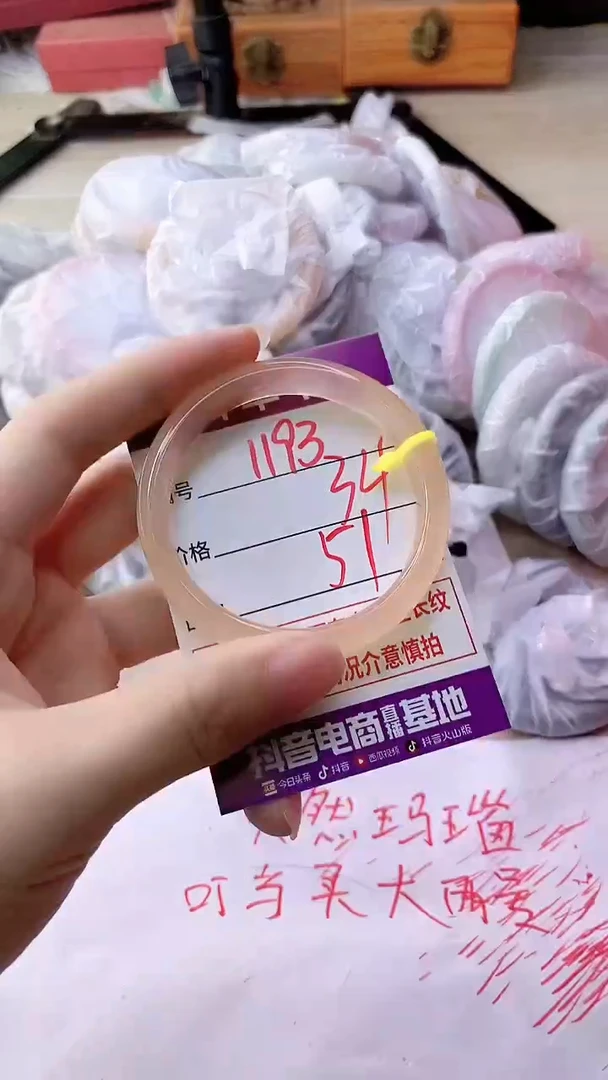 1193
号
34
价格
51
纹
况介意慎拍
抖音电商直播基地
今日头条 抖音 西瓜视频 抖音火山版
然玛瑙
叮当买大